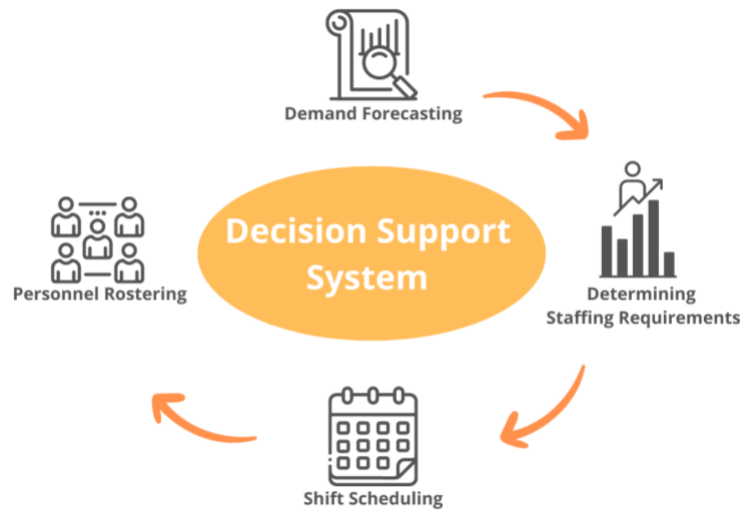 Demand Forecasting
Decision Support
System
Personnel Rostering
Determining
Staffing Requirements
Shift Scheduling